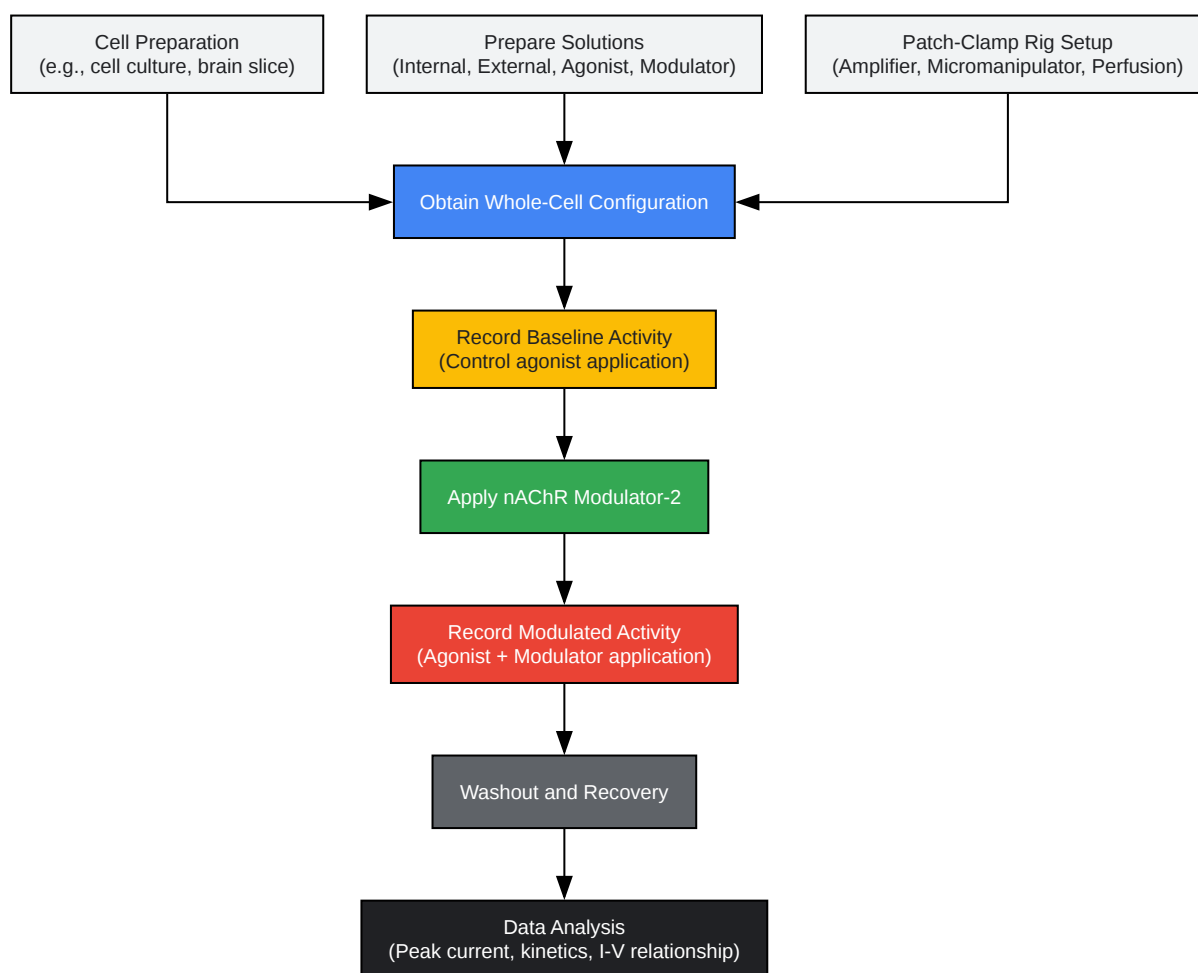 Cell Preparation
(e.g., cell culture, brain slice)
Prepare Solutions
(Internal, External, Agonist, Modulator)
Patch-Clamp Rig Setup
(Amplifier, Micromanipulator, Perfusion)
Obtain Whole-Cell Configuration
Record Baseline Activity
(Control agonist application)
Apply nAChR Modulator-2
Record Modulated Activity
(Agonist + Modulator application)
Washout and Recovery
Data Analysis
(Peak current, kinetics, I-V relationship)